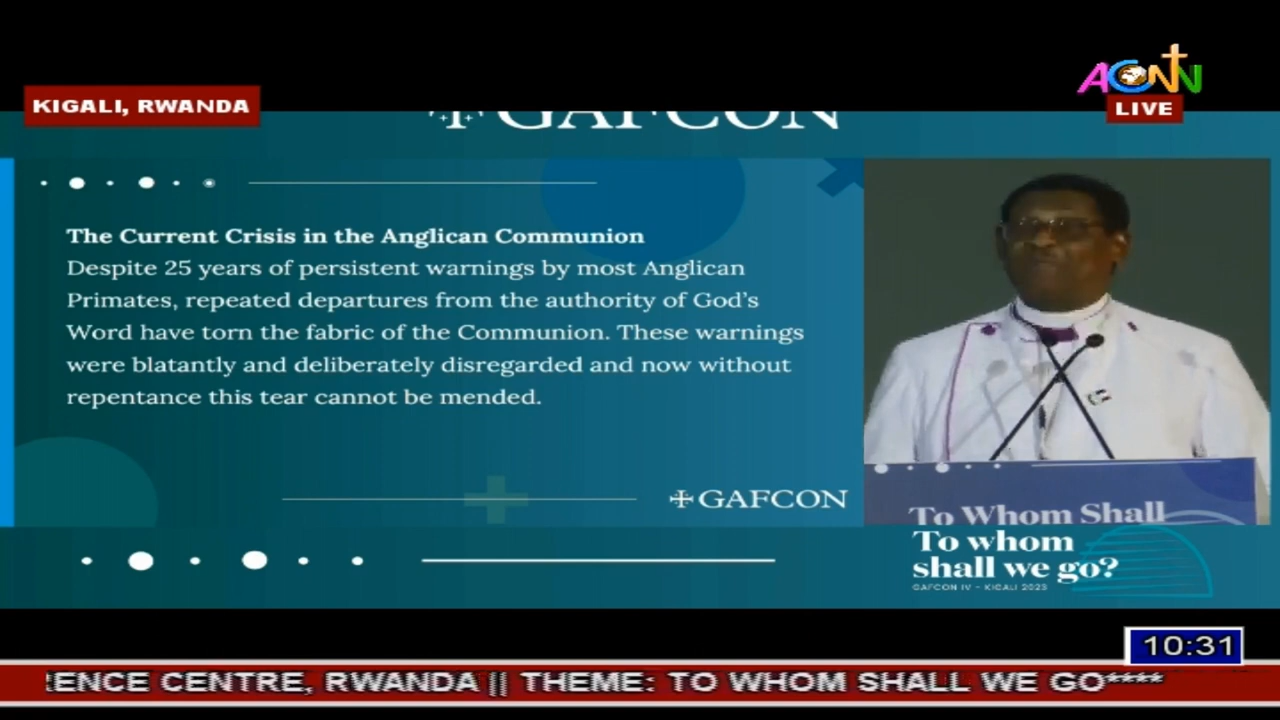 ACNN
LIVE
KIGALI, RWANDA
GAFCON
The Current Crisis in the Anglican Communion
Despite 25 years of persistent warnings by most Anglican
Primates, repeated departures from the authority of God's
Word have torn the fabric of the Communion. These warnings
were blatantly and deliberately disregarded and now without
repentance this tear cannot be mended.
GAFCON
To Whom Shall
To whom
shall we go?
GAFCON IV - KIGALI 2023
10:31
ENCE CENTRE, RWANDA || THEME: TO WHOM SHALL WE GO****